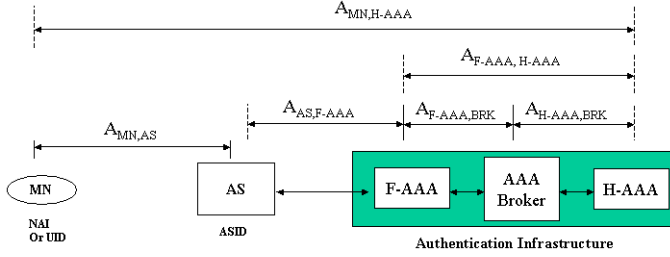 A_MN,H-AAA
A_F-AAA, H-AAA
A_AS,F-AAA
A_F-AAA,BRK
A_H-AAA,BRK
A_MN,AS
MN
AS
F-AAA
AAA
Broker
H-AAA
NAI
Or UID
ASID
Authentication Infrastructure